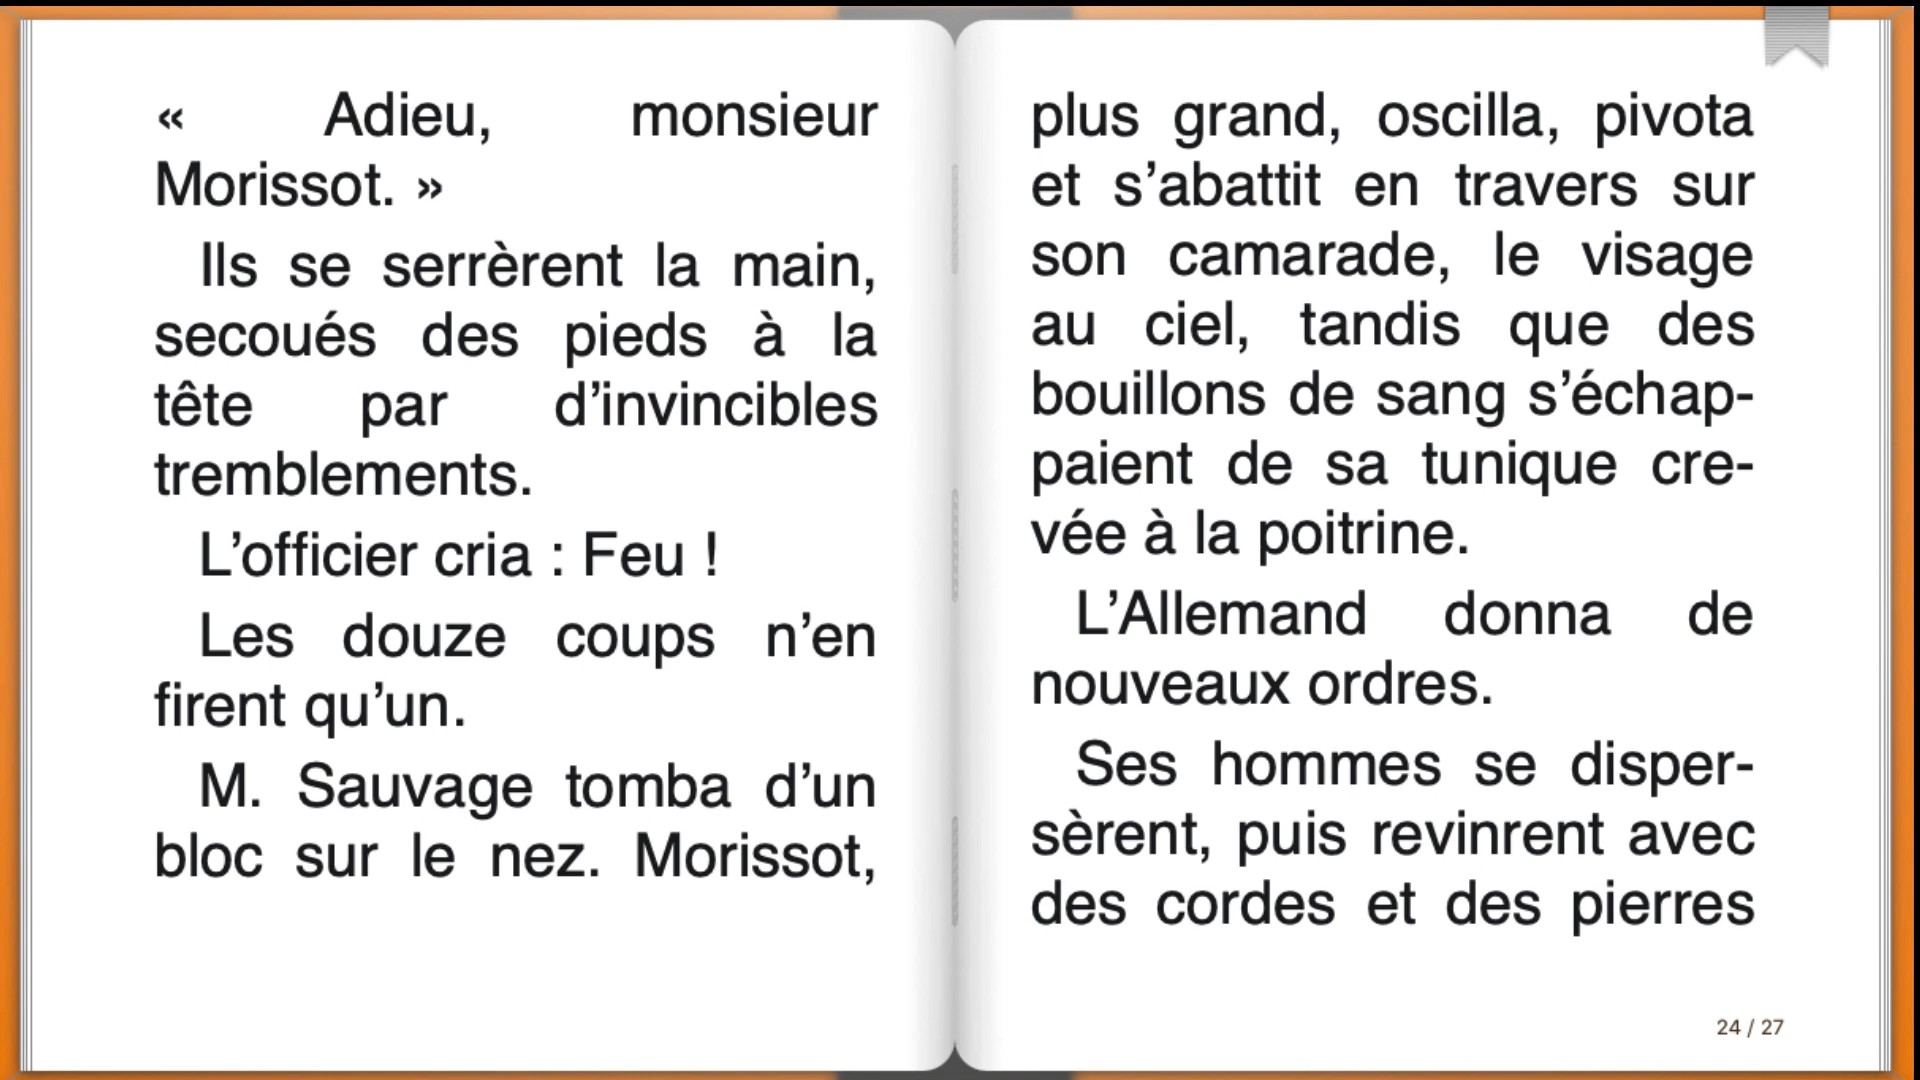 « Adieu, monsieur
Morissot. »
Ils se serrèrent la main,
secoués des pieds à la
tête par d’invincibles
tremblements.
L’officier cria : Feu !
Les douze coups n’en
firent qu’un.
M. Sauvage tomba d’un
bloc sur le nez. Morissot,
plus grand, oscilla, pivota
et s’abattit en travers sur
son camarade, le visage
au ciel, tandis que des
bouillons de sang s’échap-
paient de sa tunique cre-
vée à la poitrine.
L’Allemand donna de
nouveaux ordres.
Ses hommes se disper-
sèrent, puis revinrent avec
des cordes et des pierres
24 / 27